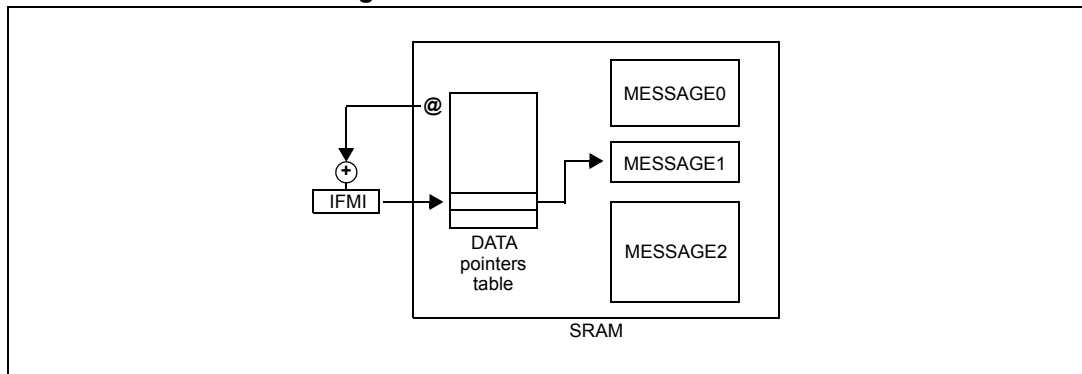 @
MESSAGE0
+
MESSAGE1
IFMI
DATA
pointers
table
MESSAGE2
SRAM